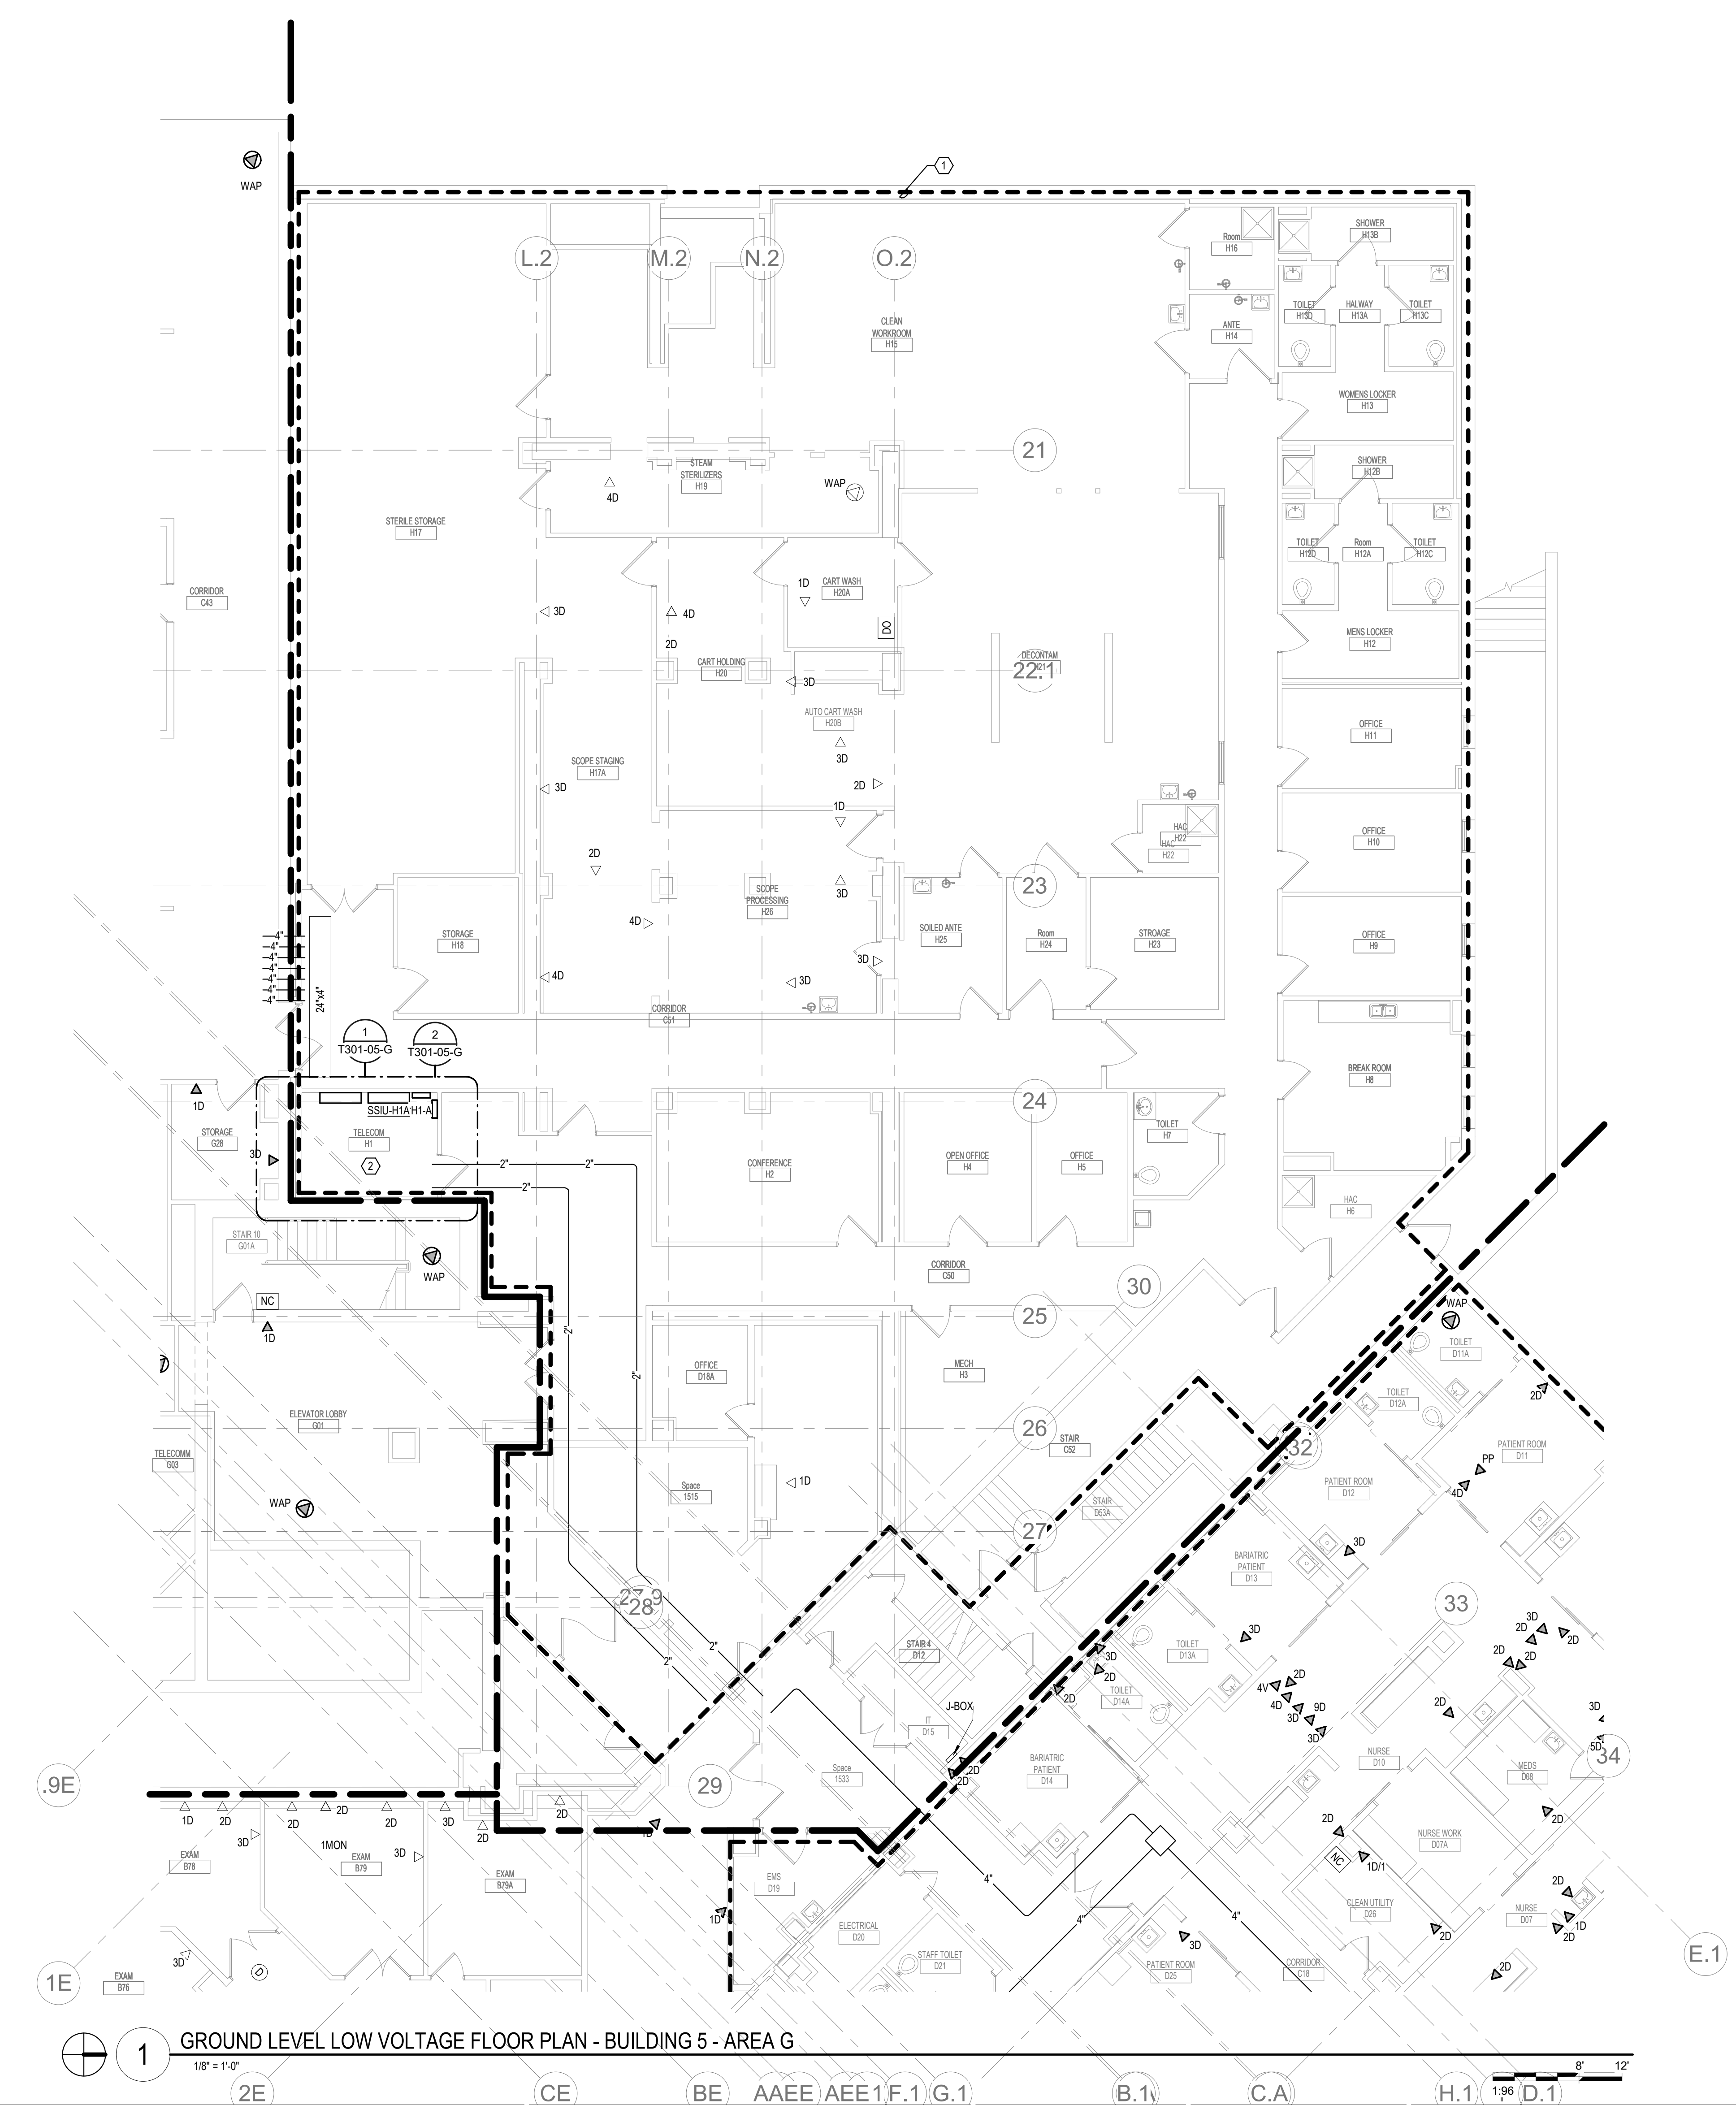 1
WAP
Room
H16
SHOWER
H13B
L.2
M.2
N.2
O.2
TOILET
H13D
HALWAY
H13A
TOILET
H13C
CLEAN
WORKROOM
H15
ANTE
H14
WOMENS LOCKER
H13
21
STEAM
STERILIZERS
H19
WAP
4D
SHOWER
H12B
STERILE STORAGE
H17
TOILET
H12D
Room
H12A
TOILET
H12C
CORRIDOR
C43
1D
CART WASH
H20A
3D
4D
DO
2D
MENS LOCKER
H12
CART HOLDING
H20
DECONTAM
H21
22.1
3D
AUTO CART WASH
H20B
OFFICE
H11
3D
SCOPE STAGING
H17A
3D
2D
1D
HAC
H22
HAC
H22
OFFICE
H10
2D
23
SCOPE
PROCESSING
H26
3D
4D
STORAGE
H18
SOILED ANTE
H25
Room
H24
STROAGE
H23
OFFICE
H9
4"
4"
4"
4"
4"
4"
4"
24"x4"
3D
4D
3D
CORRIDOR
C51
1
T301-05-G
2
T301-05-G
BREAK ROOM
H8
1D
SSIU-H1A
H1-A
24
STORAGE
G28
TELECOM
H1
2
3D
TOILET
H7
2"
2"
2"
CONFERENCE
H2
OPEN OFFICE
H4
OFFICE
H5
HAC
H6
STAIR 10
G01A
WAP
CORRIDOR
C50
30
NC
1D
25
2"
2"
WAP
TOILET
D11A
OFFICE
D18A
MECH
H3
2D
TOILET
D12A
ELEVATOR LOBBY
G01
26
STAIR
C52
32
TELECOMM
G03
PATIENT ROOM
D11
PP
4D
Space
1515
1D
PATIENT ROOM
D12
WAP
STAIR
D53A
27
3D
BARIATRIC
PATIENT
D13
27.9
28
33
3D
2D
2D
2D
2D
2"
2"
STAIR 4
D12
TOILET
D13A
3D
3D
2D
2D
TOILET
D14A
4V
2D
4D
9D
3D
3D
2D
3D
5D
J-BOX
IT
D15
2D
2D
BARIATRIC
PATIENT
D14
NURSE
D10
34
MEDS
D08
.9E
29
Space
1533
1D
2D
2D
2D
2D
3D
2D
2D
1D
3D
1MON
3D
2D
2D
NURSE WORK
D07A
EXAM
B78
EXAM
B79
EXAM
B79A
NC
1D/1
EMS
D19
4"
2D
CLEAN UTILITY
D26
NURSE
D07
1D
4"
4"
1D
2D
2D
ELECTRICAL
D20
3D
3D
D
STAFF TOILET
D21
PATIENT ROOM
D25
CORRIDOR
C18
2D
E.1
1E
EXAM
B76
1
GROUND LEVEL LOW VOLTAGE FLOOR PLAN - BUILDING 5 - AREA G
1/8" = 1'-0"
8'
12'
1:96
2E
CE
BE
AAEE
AEE1
F.1
G.1
B.1
C.A
H.1
D.1